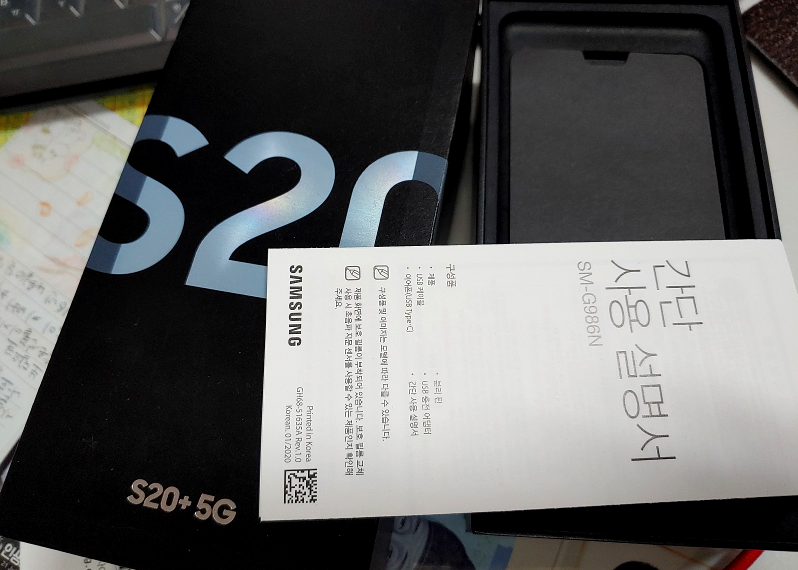 S20
S20+ 5G
간단
사용 설명서
SM-G986N
구성품
• 제품
• USB 케이블
• 이어폰(USB Type-C)
• 분리 핀
• USB 충전 어댑터
• 간단 사용 설명서
구성품 및 이미지는 모델에 따라 다를 수 있습니다.
제품 화면에 보호 필름이 부착되어 있습니다. 보호 필름 교체
사용 시 초음파 지문 센서를 사용할 수 있는 제품인지 확인해
주세요.
SAMSUNG
Printed in Korea
GH68-51635A Rev.1.0
Korean. 01/2020